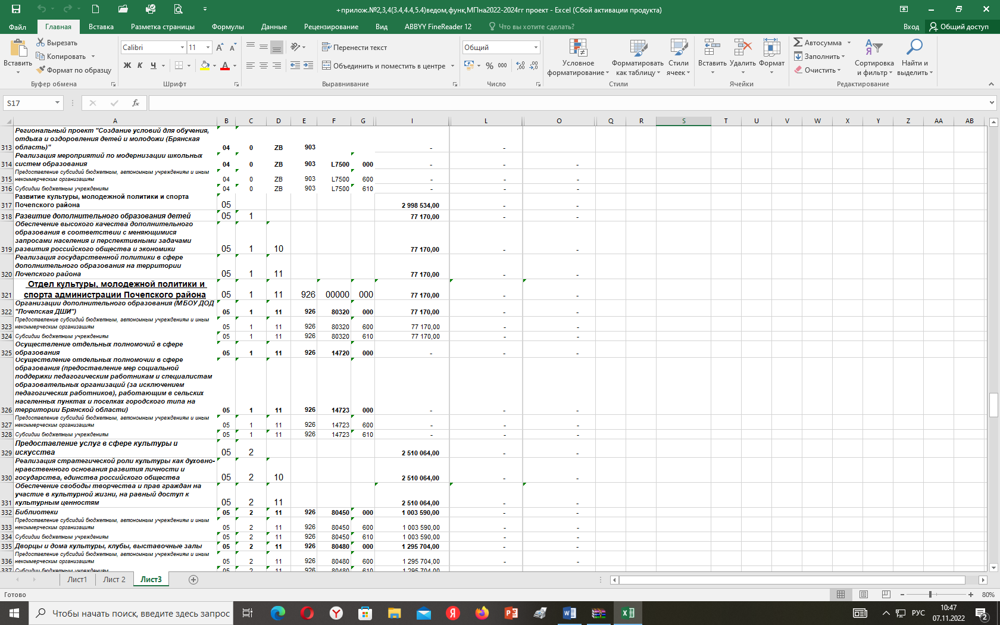 +прилож.№2,3,4(3.4,4.4,5.4)ведом,функ,МПна2022-2024гг проект - Excel (Сбой активации продукта)
Файл Главная Вставка Разметка страницы Формулы Данные Рецензирование Вид ABBYY FineReader 12 Что вы хотите сделать? Вход Общий доступ
Вставить
Вырезать
Копировать
Формат по образцу
Буфер обмена
Calibri 11
Ж К Ч
Шрифт
Перенести текст
Объединить и поместить в центре
Выравнивание
Общий
% 000
Число
Условное форматирование
Форматировать как таблицу
Стили ячеек
Стили
Вставить Удалить Формат
Ячейки
Автосумма
Заполнить
Очистить
Сортировка и фильтр
Найти и выделить
Редактирование
S17 fx
A B C D E F G I L O Q R S T U V W X Y Z AA AB
Региональный проект "Создание условий для обучения,
отдыха и оздоровления детей и молодожи (Брянская
313 область)" 04 0 ZB 903 - -
Реализация мероприятий по модернизации школьных
314 систем образования 04 0 ZB 903 L7500 000 - - -
Предоставление субсидий бюджетным, автономным учреждениям и иным
315 некоммерческим организациям 04 0 ZB 903 L7500 600 - - -
316 Субсидии бюджетным учреждениям 04 0 ZB 903 L7500 610 - - -
Развитие культуры, молодежной политики и спорта
317 Почепского района 05 2 998 534,00 - -
318 Развитие дополнительного образования детей 05 1 77 170,00 - -
Обеспечение высокого качества дополнительного
образования в соответствии с меняющимися
запросами населения и перспективными задачами
319 развития российского общества и экономики 05 1 10 77 170,00 - -
Реализация государственной политики в сфере
дополнительного образования на территории
320 Почепского района 05 1 11 77 170,00 - -
Отдел культуры, молодежной политики и
321 спорта администрации Почепского района 05 1 11 926 00000 000 77 170,00 - -
Организации дополнительного образования (МБОУ ДОД
322 "Почепская ДШИ") 05 1 11 926 80320 000 77 170,00 - -
Предоставление субсидий бюджетным, автономным учреждениям и иным
323 некоммерческим организациям 05 1 11 926 80320 600 77 170,00 - -
324 Субсидии бюджетным учреждениям 05 1 11 926 80320 610 77 170,00 - -
Осуществление отдельных полномочий в сфере
325 образования 05 1 11 926 14720 000 - - -
Осуществление отдельных полномочий в сфере
образования (предоставление мер социальной
поддержки педагогическим работникам и специалистам
образовательных организаций (за исключением
педагогических работников), работающим в сельских
населенных пунктах и поселках городского типа на
326 территории Брянской области) 05 1 11 926 14723 000 - - -
Предоставление субсидий бюджетным, автономным учреждениям и иным
327 некоммерческим организациям 05 1 11 926 14723 600 - - -
328 Субсидии бюджетным учреждениям 05 1 11 926 14723 610 - - -
Предоставление услуг в сфере культуры и
329 искусства 05 2 2 510 064,00 - -
Реализация стратегической роли культуры как духовно-
нравственного основания развития личности и
330 государства, единства российского общества 05 2 10 2 510 064,00 - -
Обеспечение свободы творчества и прав граждан на
участие в культурной жизни, на равный доступ к
331 культурным ценностям 05 2 11 2 510 064,00 - -
332 Библиотеки 05 2 11 926 80450 000 1 003 590,00 - -
Предоставление субсидий бюджетным, автономным учреждениям и иным
333 некоммерческим организациям 05 2 11 926 80450 600 1 003 590,00 - -
334 Субсидии бюджетным учреждениям 05 2 11 926 80450 610 1 003 590,00 - -
335 Дворцы и дома культуры, клубы, выставочные залы 05 2 11 926 80480 000 1 295 704,00 - -
Предоставление субсидий бюджетным, автономным учреждениям и иным
336 некоммерческим организациям 05 2 11 926 80480 600 1 295 704,00 - -
337 Субсидии бюджетным учреждениям 05 2 11 926 80480 610 1 295 704,00
Лист1 Лист 2 Лист3
Готово 80%
Чтобы начать поиск, введите здесь запрос
РУС 10:47
07.11.2022 2